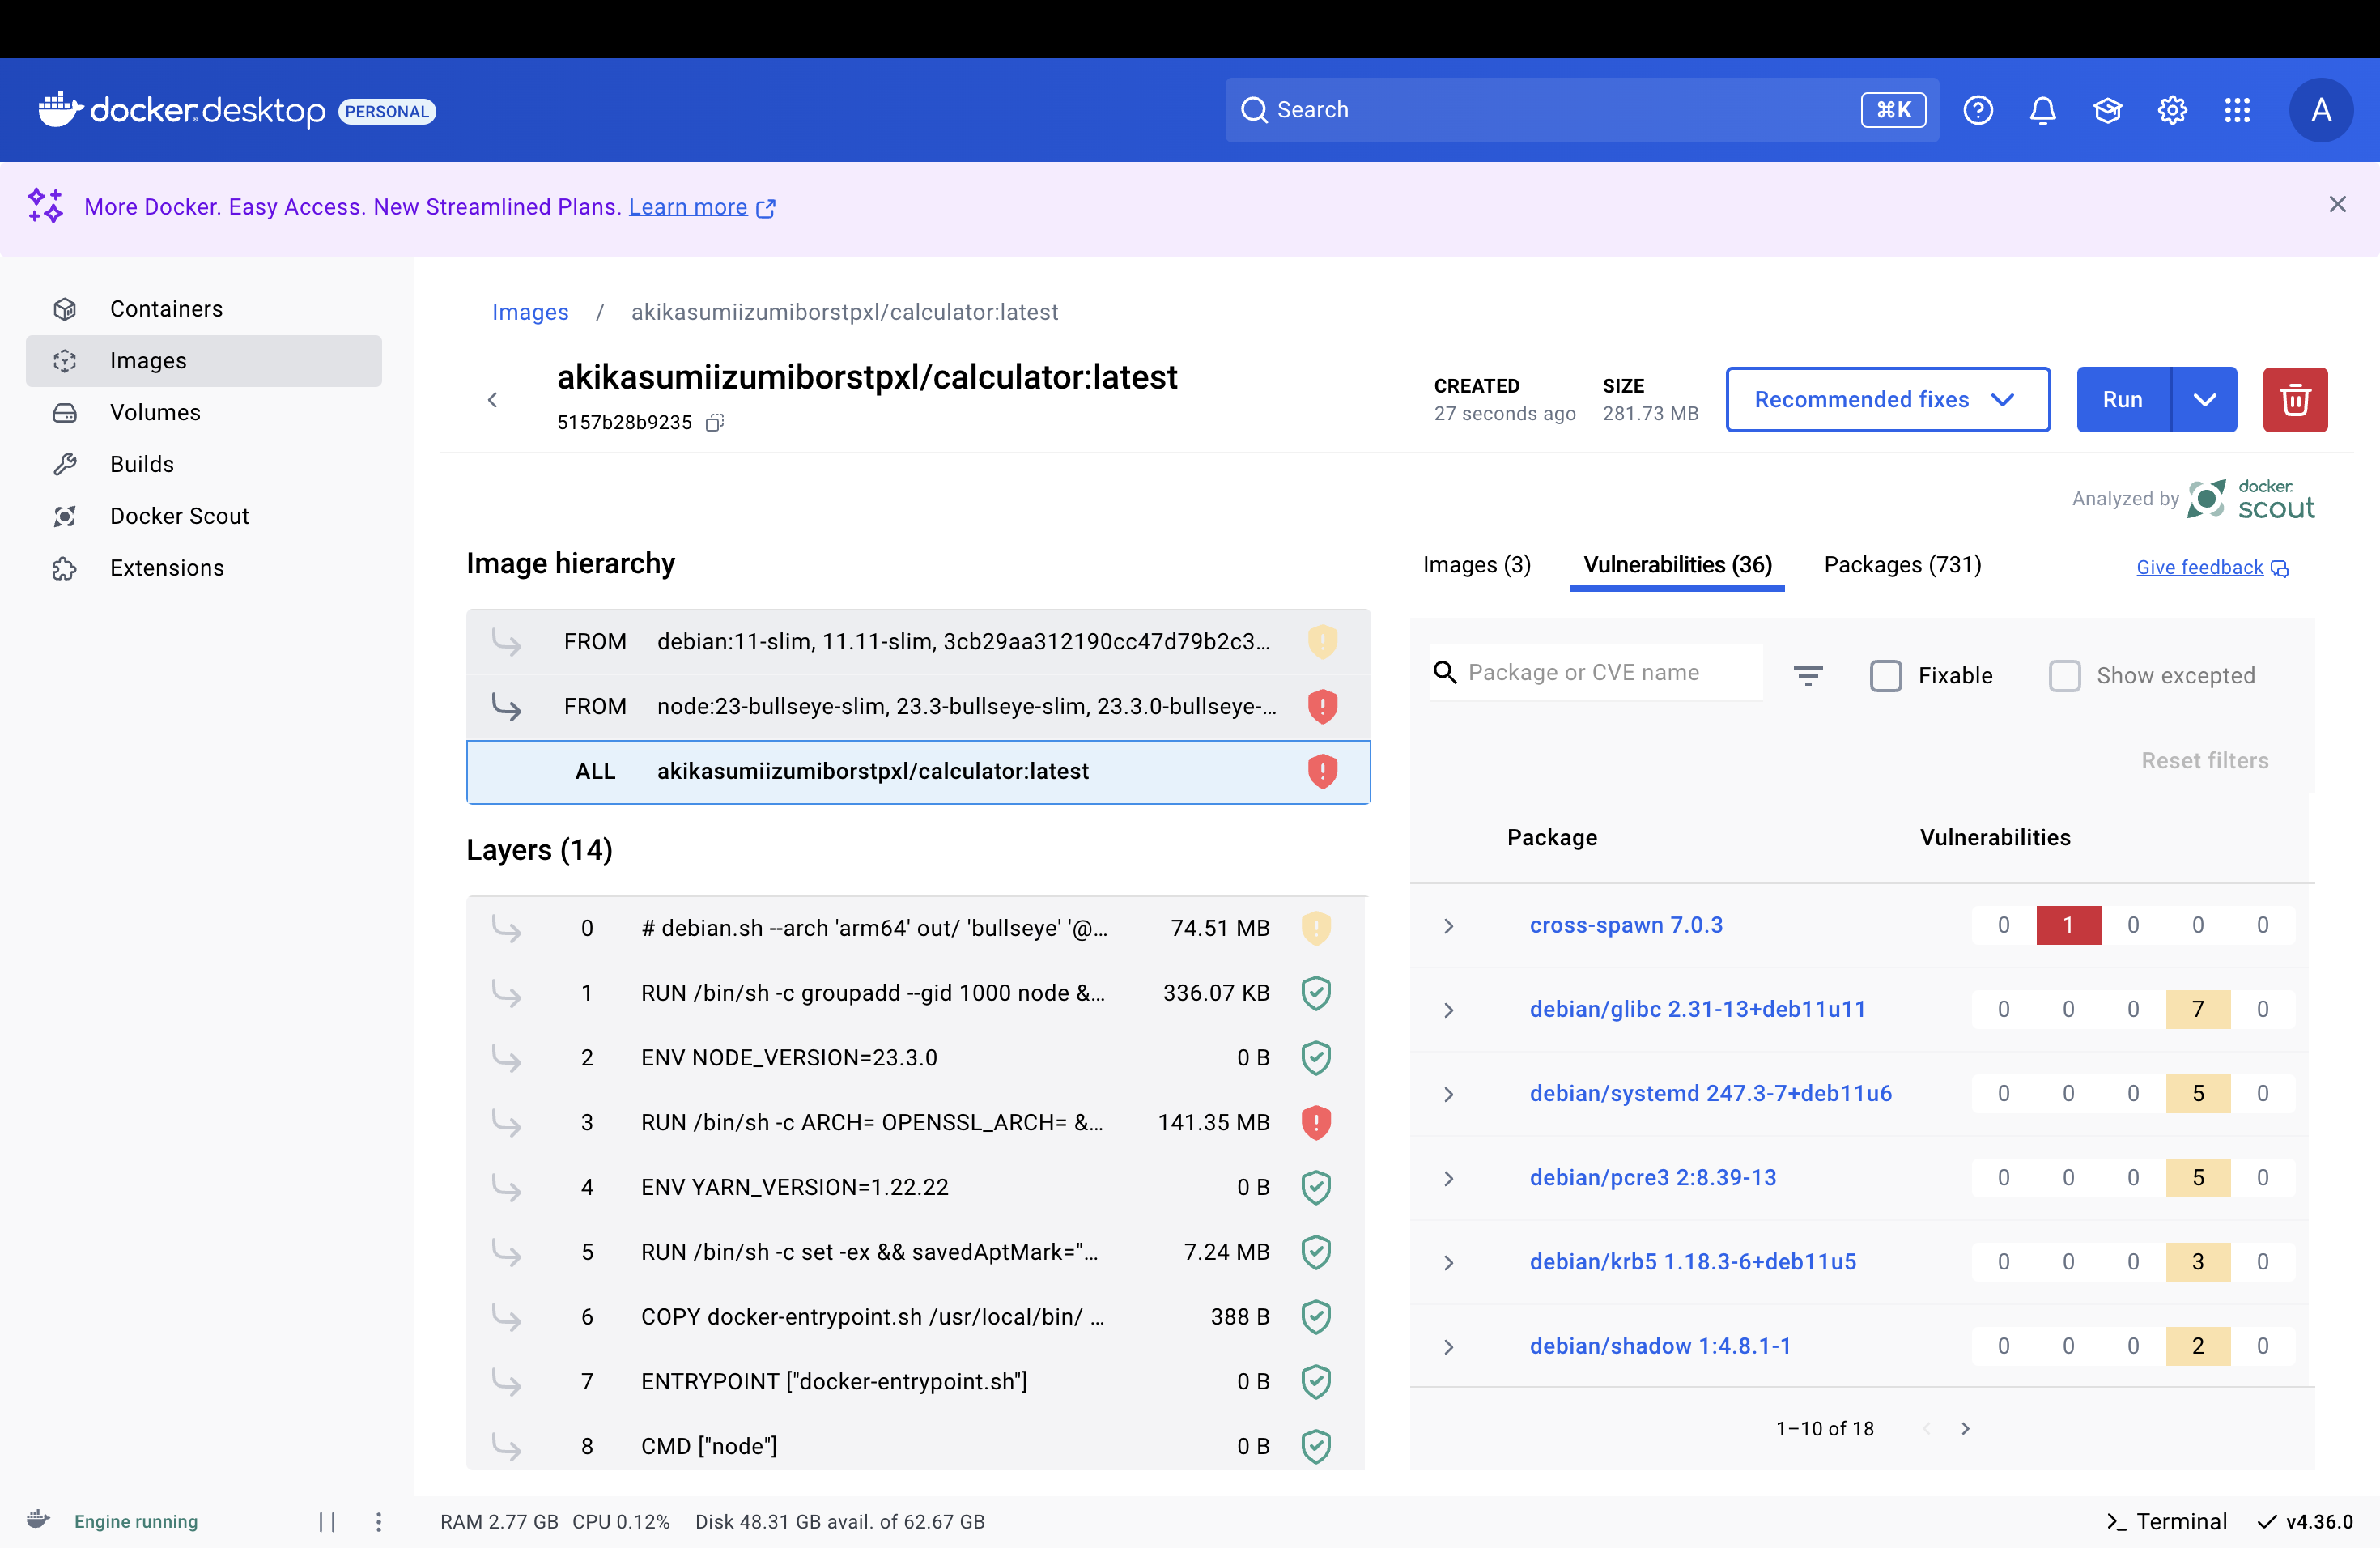 docker.desktop PERSONAL
Search
⌘K
A
More Docker. Easy Access. New Streamlined Plans. Learn more
Containers
Images
Volumes
Builds
Docker Scout
Extensions
Images / akikasumiizumiborstpxl/calculator:latest
akikasumiizumiborstpxl/calculator:latest
5157b28b9235
CREATED
27 seconds ago
SIZE
281.73 MB
Recommended fixes
Run
Analyzed by docker scout
Image hierarchy
FROM debian:11-slim, 11.11-slim, 3cb29aa312190cc47d79b2c3...
FROM node:23-bullseye-slim, 23.3-bullseye-slim, 23.3.0-bullseye-...
ALL akikasumiizumiborstpxl/calculator:latest
Layers (14)
0 # debian.sh --arch 'arm64' out/ 'bullseye' '@... 74.51 MB
1 RUN /bin/sh -c groupadd --gid 1000 node &... 336.07 KB
2 ENV NODE_VERSION=23.3.0 0 B
3 RUN /bin/sh -c ARCH= OPENSSL_ARCH= &... 141.35 MB
4 ENV YARN_VERSION=1.22.22 0 B
5 RUN /bin/sh -c set -ex && savedAptMark="... 7.24 MB
6 COPY docker-entrypoint.sh /usr/local/bin/ ... 388 B
7 ENTRYPOINT ["docker-entrypoint.sh"] 0 B
8 CMD ["node"] 0 B
Images (3) Vulnerabilities (36) Packages (731) Give feedback
Package or CVE name
Fixable
Show excepted
Reset filters
Package Vulnerabilities
cross-spawn 7.0.3 0 1 0 0 0
debian/glibc 2.31-13+deb11u11 0 0 0 7 0
debian/systemd 247.3-7+deb11u6 0 0 0 5 0
debian/pcre3 2:8.39-13 0 0 0 5 0
debian/krb5 1.18.3-6+deb11u5 0 0 0 3 0
debian/shadow 1:4.8.1-1 0 0 0 2 0
1–10 of 18
Engine running
RAM 2.77 GB CPU 0.12% Disk 48.31 GB avail. of 62.67 GB
Terminal
v4.36.0